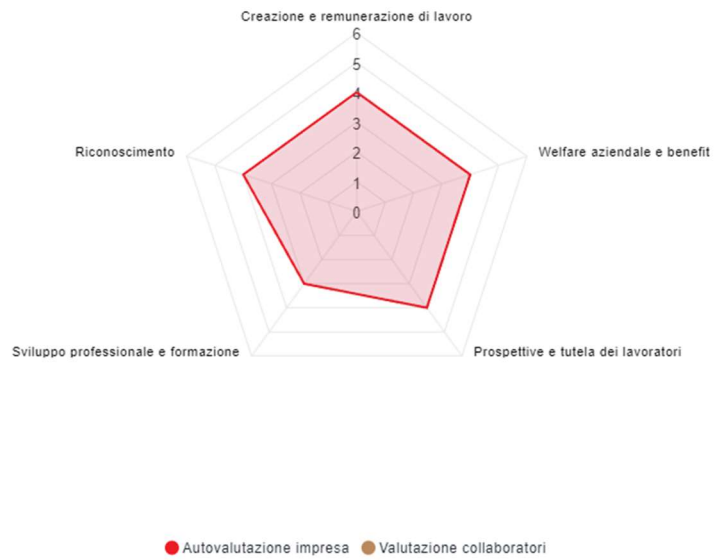 Creazione e remunerazione di lavoro
6
5
4
3
2
1
0
Riconoscimento
Welfare aziendale e benefit
Sviluppo professionale e formazione
Prospettive e tutela dei lavoratori
Autovalutazione impresa
Valutazione collaboratori